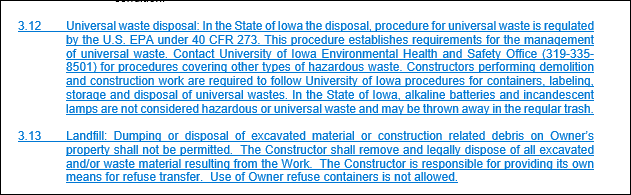 3.12 Universal waste disposal: In the State of Iowa the disposal, procedure for universal waste is regulated
by the U.S. EPA under 40 CFR 273. This procedure establishes requirements for the management
of universal waste. Contact University of Iowa Environmental Health and Safety Office (319-335-
8501) for procedures covering other types of hazardous waste. Constructors performing demolition
and construction work are required to follow University of Iowa procedures for containers, labeling,
storage and disposal of universal wastes. In the State of Iowa, alkaline batteries and incandescent
lamps are not considered hazardous or universal waste and may be thrown away in the regular trash.
3.13 Landfill: Dumping or disposal of excavated material or construction related debris on Owner's
property shall not be permitted. The Constructor shall remove and legally dispose of all excavated
and/or waste material resulting from the Work. The Constructor is responsible for providing its own
means for refuse transfer. Use of Owner refuse containers is not allowed.